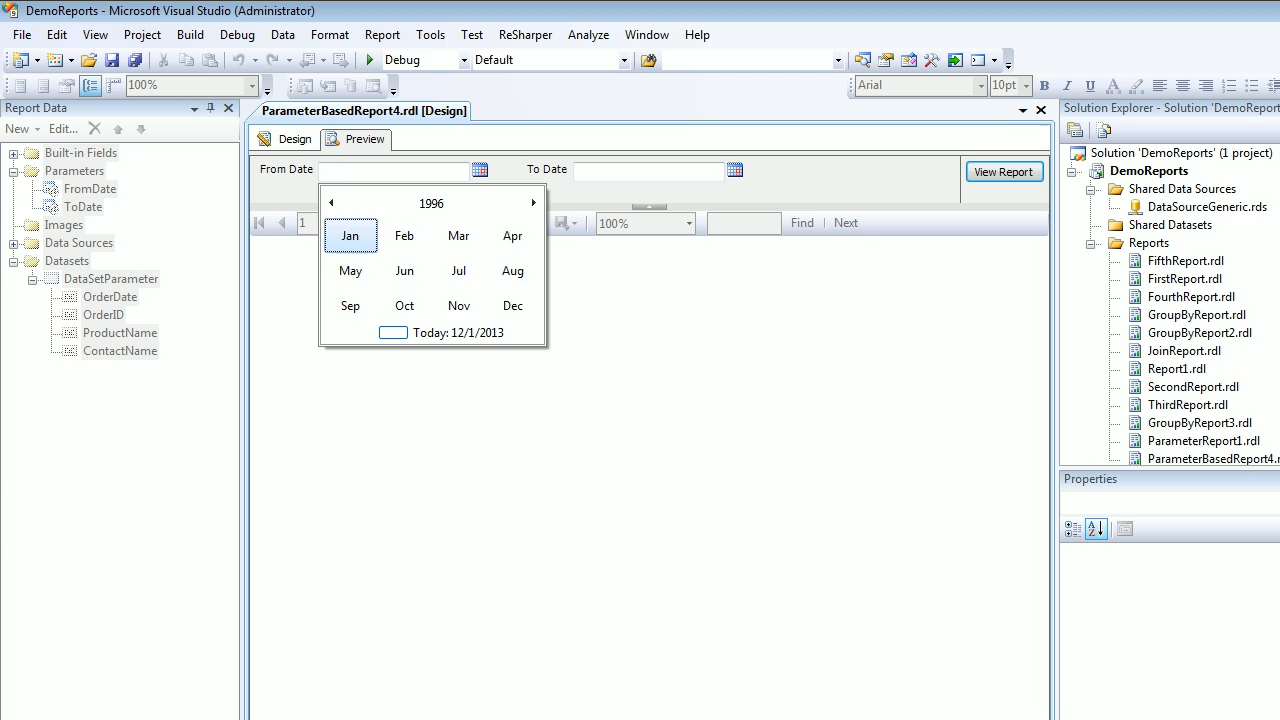 DemoReports - Microsoft Visual Studio (Administrator)
File Edit View Project Build Debug Data Format Report Tools Test ReSharper Analyze Window Help
Debug Default
100% Arial 10pt B I U A
Report Data
New Edit...
Built-in Fields
Parameters
FromDate
ToDate
Images
Data Sources
Datasets
DataSetParameter
OrderDate
OrderID
ProductName
ContactName
ParameterBasedReport4.rdl [Design]
Design Preview
From Date To Date View Report
1 100% Find | Next
1996
Jan Feb Mar Apr
May Jun Jul Aug
Sep Oct Nov Dec
Today: 12/1/2013
Solution Explorer - Solution 'DemoReport
Solution 'DemoReports' (1 project)
DemoReports
Shared Data Sources
DataSourceGeneric.rds
Shared Datasets
Reports
FifthReport.rdl
FirstReport.rdl
FourthReport.rdl
GroupByReport.rdl
GroupByReport2.rdl
JoinReport.rdl
Report1.rdl
SecondReport.rdl
ThirdReport.rdl
GroupByReport3.rdl
ParameterReport1.rdl
ParameterBasedReport4.r
Properties